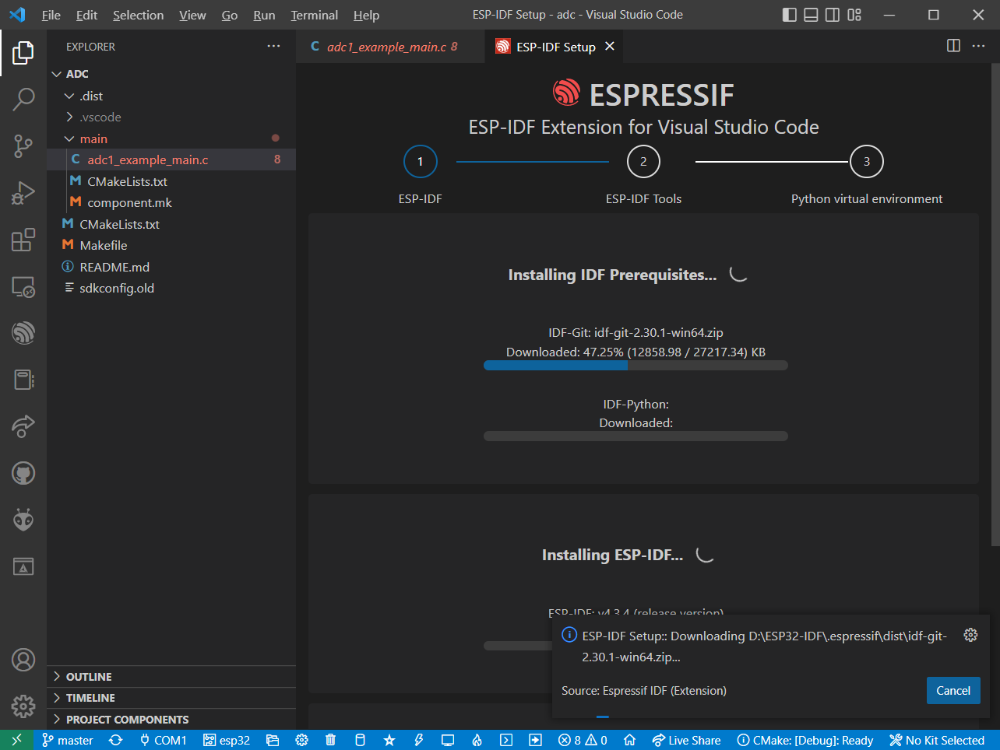 File Edit Selection View Go Run Terminal Help
ESP-IDF Setup - adc - Visual Studio Code
EXPLORER
ADC
.dist
.vscode
main
C adc1_example_main.c 8
M CMakeLists.txt
M component.mk
M CMakeLists.txt
M Makefile
README.md
sdkconfig.old
OUTLINE
TIMELINE
PROJECT COMPONENTS
C adc1_example_main.c 8
ESP-IDF Setup
ESPRESSIF
ESP-IDF Extension for Visual Studio Code
1 2 3
ESP-IDF ESP-IDF Tools Python virtual environment
Installing IDF Prerequisites...
IDF-Git: idf-git-2.30.1-win64.zip
Downloaded: 47.25% (12858.98 / 27217.34) KB
IDF-Python:
Downloaded:
Installing ESP-IDF...
ESP-IDF: v4.3.4 (release version)
ESP-IDF Setup:: Downloading D:\ESP32-IDF\.espressif\dist\idf-git-
2.30.1-win64.zip...
Source: Espressif IDF (Extension)
Cancel
master COM1 esp32 8 0 Live Share CMake: [Debug]: Ready No Kit Selected